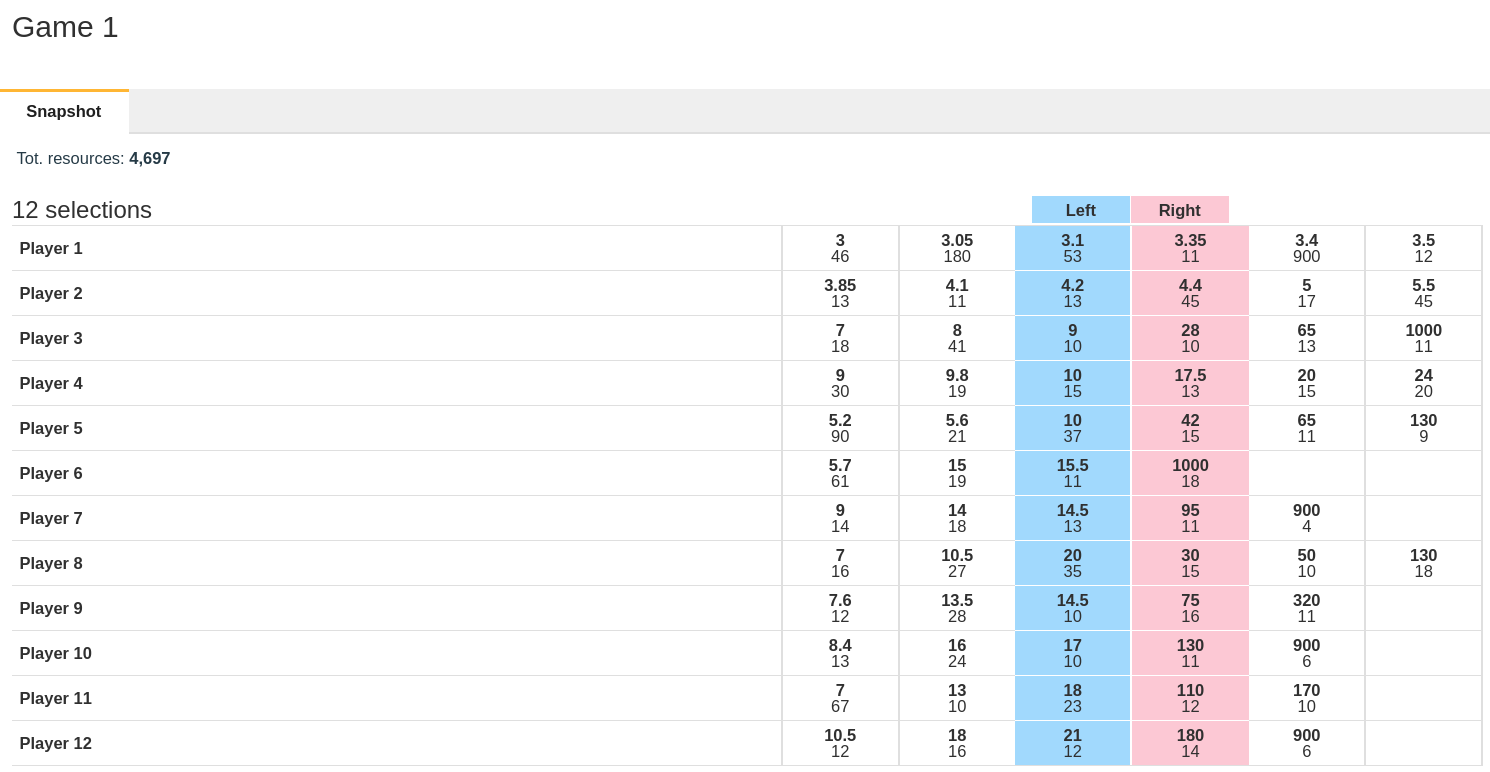 Game 1
Snapshot
Tot. resources: 4,697
12 selections Left Right
Player 1 3 3.05 3.1 3.35 3.4 3.5
46 180 53 11 900 12
Player 2 3.85 4.1 4.2 4.4 5 5.5
13 11 13 45 17 45
Player 3 7 8 9 28 65 1000
18 41 10 10 13 11
Player 4 9 9.8 10 17.5 20 24
30 19 15 13 15 20
Player 5 5.2 5.6 10 42 65 130
90 21 37 15 11 9
Player 6 5.7 15 15.5 1000
61 19 11 18
Player 7 9 14 14.5 95 900
14 18 13 11 4
Player 8 7 10.5 20 30 50 130
16 27 35 15 10 18
Player 9 7.6 13.5 14.5 75 320
12 28 10 16 11
Player 10 8.4 16 17 130 900
13 24 10 11 6
Player 11 7 13 18 110 170
67 10 23 12 10
Player 12 10.5 18 21 180 900
12 16 12 14 6